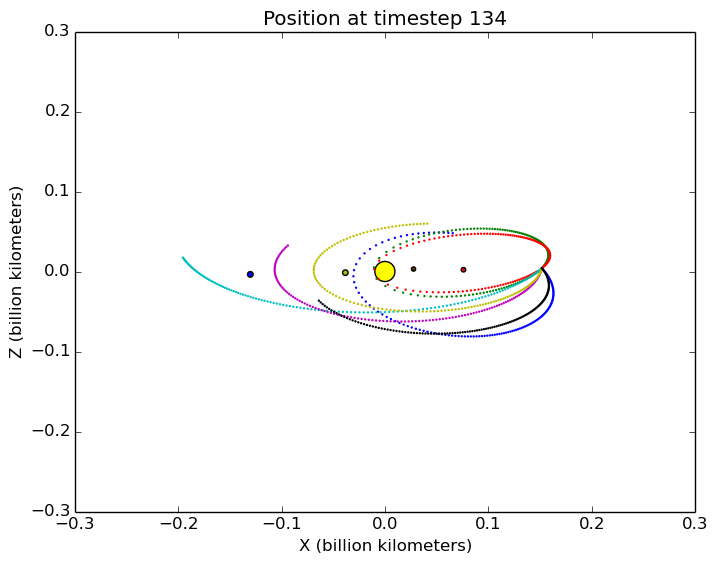 Position at timestep 134
0.3
0.2
0.1
0.0
−0.1
−0.2
−0.3
Z (billion kilometers)
−0.3 −0.2 −0.1 0.0 0.1 0.2 0.3
X (billion kilometers)